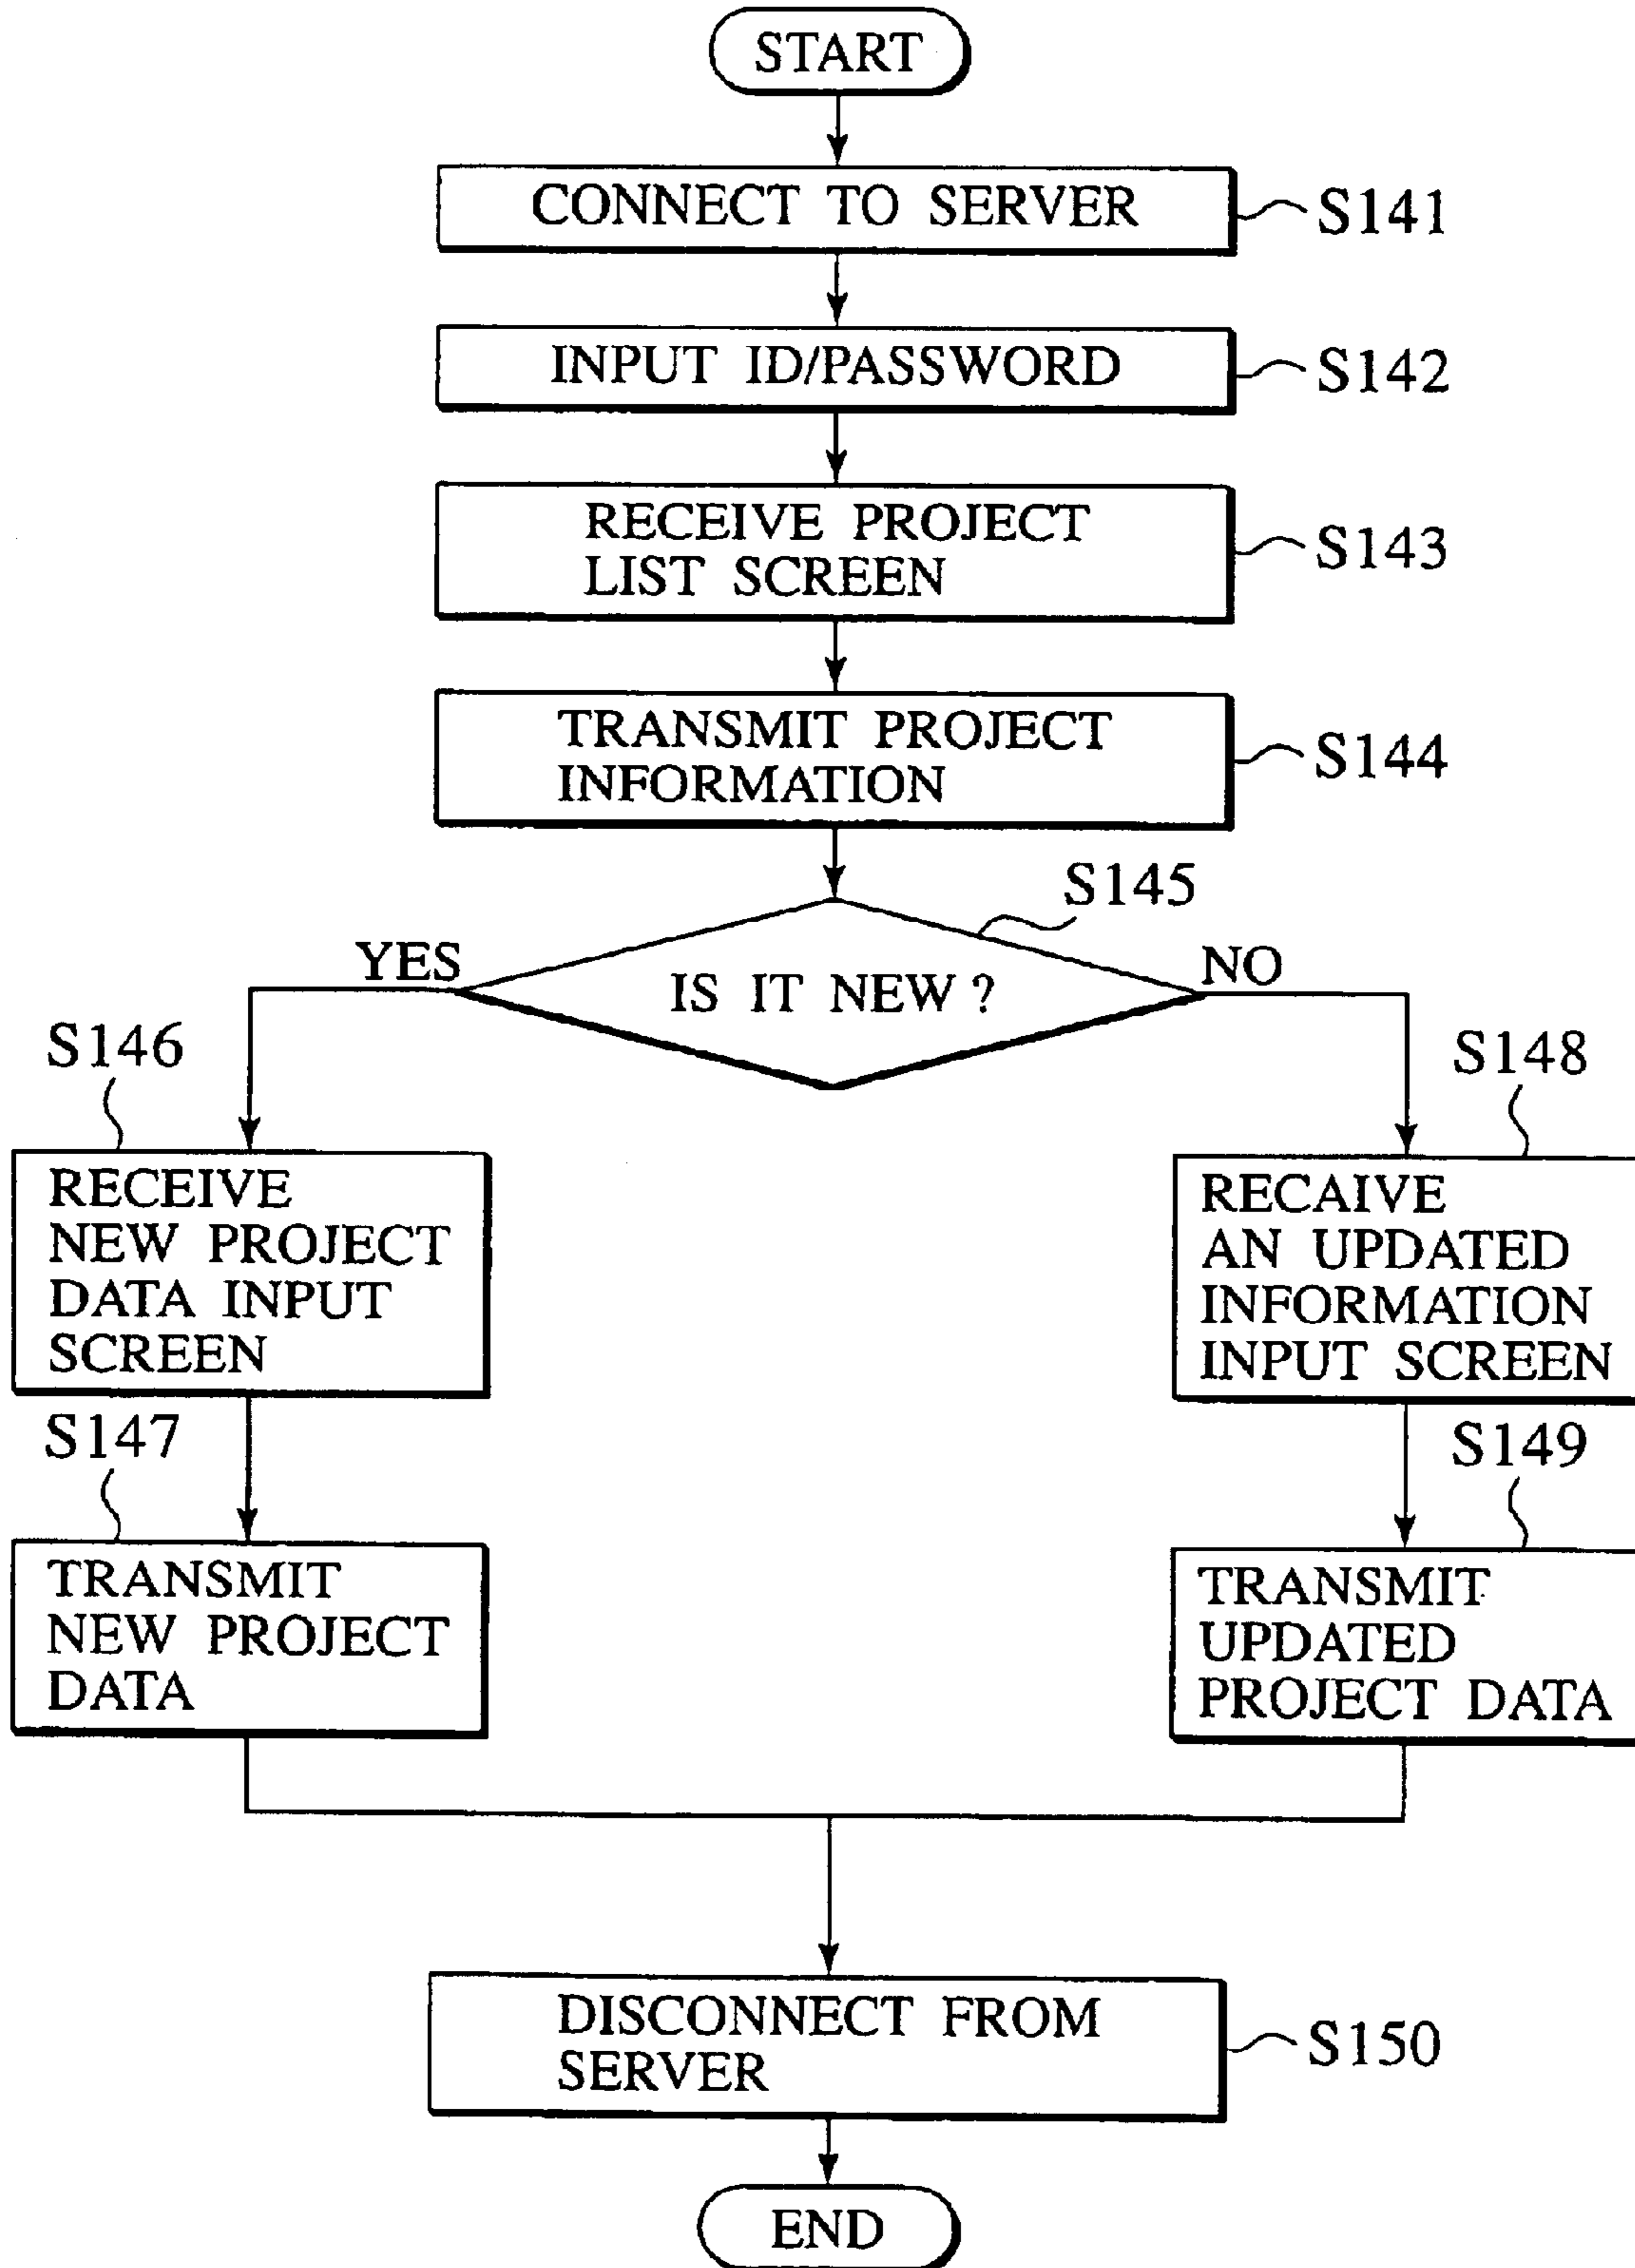 START
CONNECT TO SERVER
S141
INPUT ID/PASSWORD
S142
RECEIVE PROJECT
LIST SCREEN
S143
TRANSMIT PROJECT
INFORMATION
S144
S145
YES
IS IT NEW ?
NO
S146
RECEIVE
NEW PROJECT
DATA INPUT
SCREEN
S147
TRANSMIT
NEW PROJECT
DATA
S148
RECAIVE
AN UPDATED
INFORMATION
INPUT SCREEN
S149
TRANSMIT
UPDATED
PROJECT DATA
DISCONNECT FROM
SERVER
S150
END